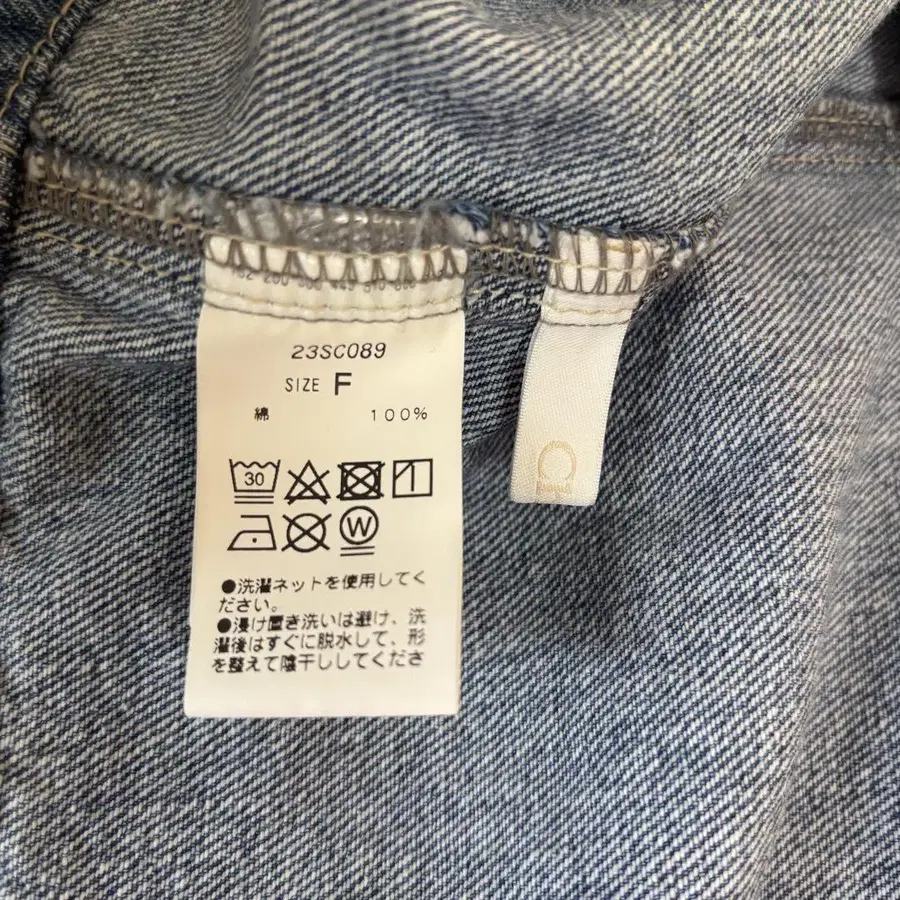 23SC089
SIZE F
綿 100%
30
W
●洗濯ネットを使用してく
ださい。
●浸け置き洗いは避け、洗
濯後はすぐに脱水して、形
を整えて陰干ししてくださ